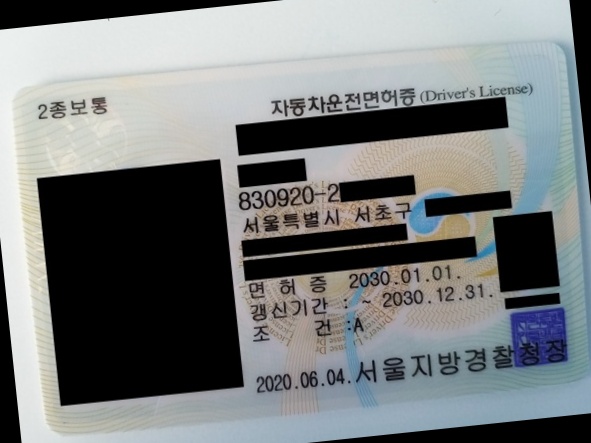 2종보통
자동차운전면허증 (Driver's License)
830920-2
서울특별시 서초구
면 허 증 2030.01.01.
갱신기간 : ~ 2030.12.31.
조 건 :A
2020.06.04. 서울지방경찰청장